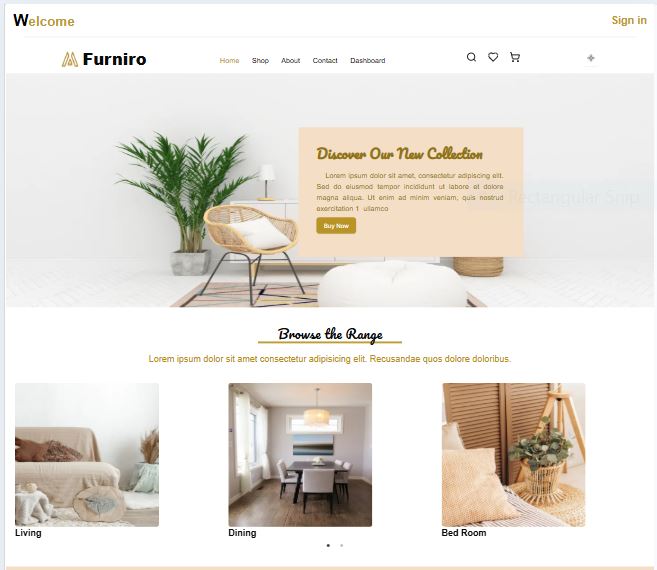 Welcome
Sign in
Furniro
Home Shop About Contact Dashboard
Discover Our New Collection
Lorem ipsum dolor sit amet, consectetur adipiscing elit.
Sed do eiusmod tempor incididunt ut labore et dolore
magna aliqua. Ut enim ad minim veniam, quis nostrud
exercitation 1 ullamco
Rectangular Snip
Buy Now
Browse the Range
Lorem ipsum dolor sit amet consectetur adipisicing elit. Recusandae quos dolore doloribus.
Living
Dining
Bed Room